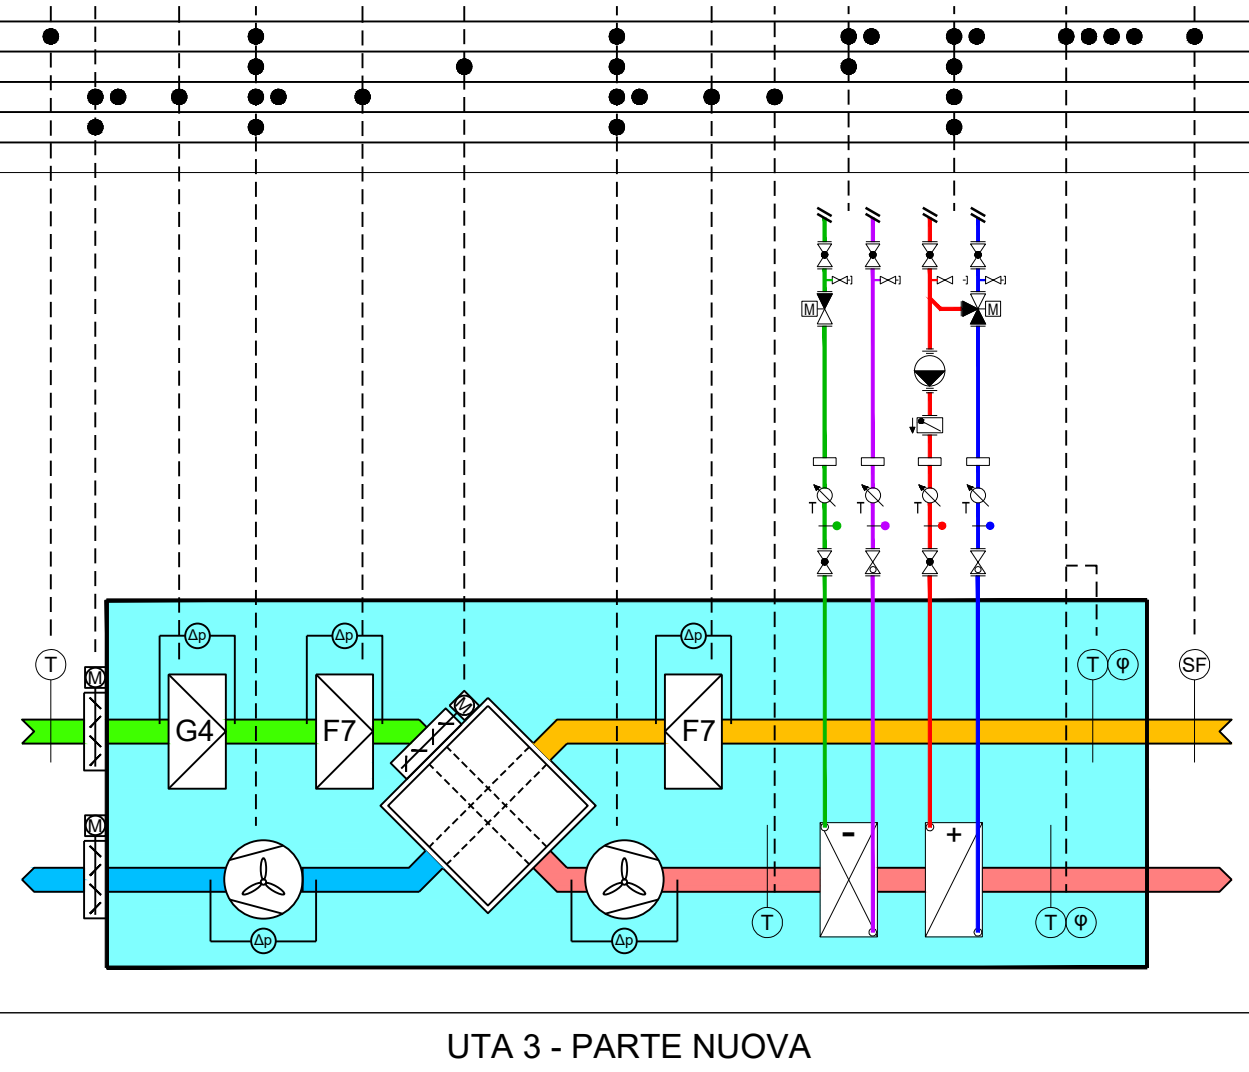 M M
T T T T
Δp Δp Δp
T T φ SF
M M
G4 F7 F7
M - +
Δp Δp T T φ
UTA 3 - PARTE NUOVA